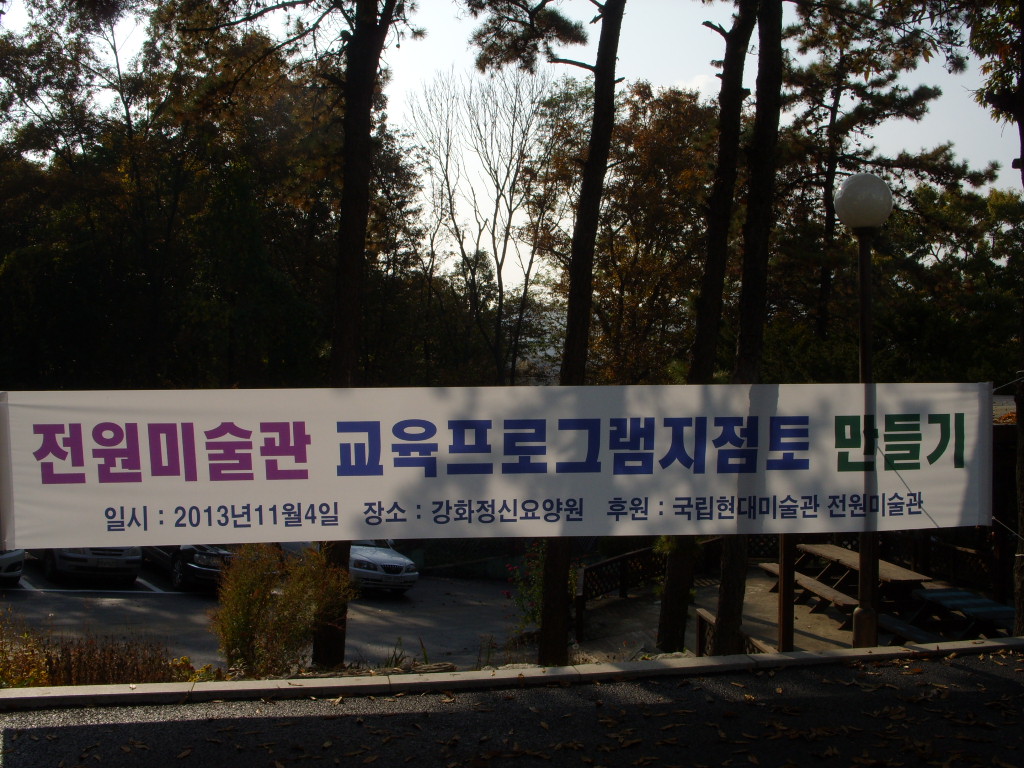 전원미술관 교육프로그램지점토 만들기
일시 : 2013년11월4일 장소 : 강화정신요양원 후원 : 국립현대미술관 전원미술관